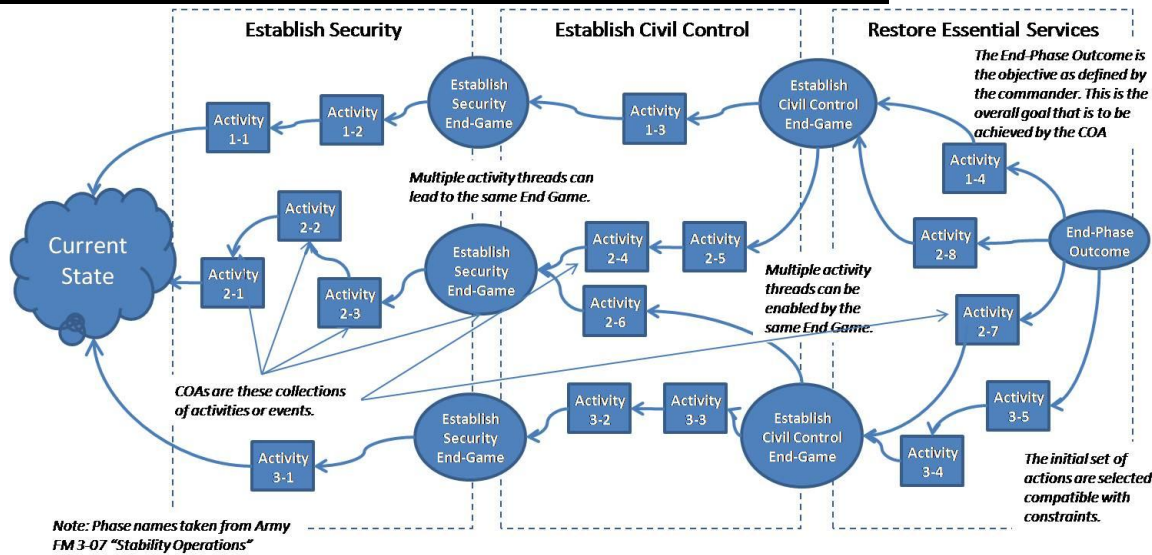 Establish Security
Establish Civil Control
Restore Essential Services
The End-Phase Outcome is
the objective as defined by
the commander. This is the
overall goal that is to be
achieved by the COA
Establish
Security
End-Game
Establish
Civil Control
End-Game
Activity
1-1
Activity
1-2
Activity
1-3
Activity
1-4
Multiple activity threads can
lead to the same End Game.
Current
State
Activity
2-1
Activity
2-2
Activity
2-3
Establish
Security
End-Game
Activity
2-4
Activity
2-5
Activity
2-6
Multiple activity
threads can be
enabled by the
same End Game.
Activity
2-8
End-Phase
Outcome
Activity
2-7
COAs are these collections
of activities or events.
Activity
3-1
Establish
Security
End-Game
Activity
3-2
Activity
3-3
Establish
Civil Control
End-Game
Activity
3-4
Activity
3-5
The initial set of
actions are selected
compatible with
constraints.
Note: Phase names taken from Army
FM 3-07 “Stability Operations”